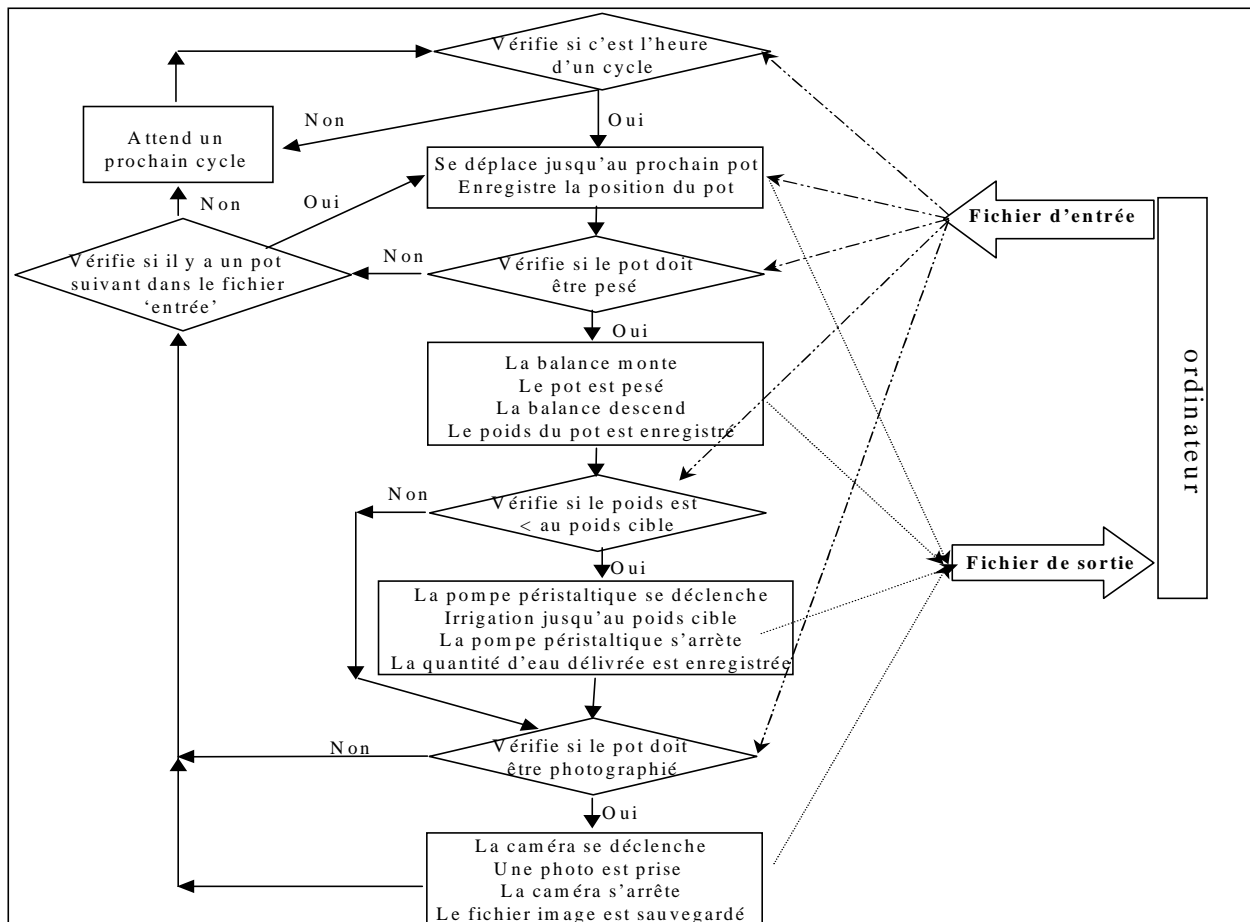 Vérifie si c'est l'heure
d'un cycle
Non
Oui
Attend un
prochain cycle
Se déplace jusqu'au prochain pot
Enregistre la position du pot
Non
Oui
Fichier d'entrée
Vérifie si il y a un pot
suivant dans le fichier
'entrée'
Non
Vérifie si le pot doit
être pesé
Oui
La balance monte
Le pot est pesé
La balance descend
Le poids du pot est enregistré
ordinateur
Non
Vérifie si le poids est
< au poids cible
Oui
Fichier de sortie
La pompe péristaltique se déclenche
Irrigation jusqu'au poids cible
La pompe péristaltique s'arrète
La quantité d'eau délivrée est enregistrée
Non
Vérifie si le pot doit
être photographié
Oui
La caméra se déclenche
Une photo est prise
La caméra s'arrête
Le fichier image est sauvegardé